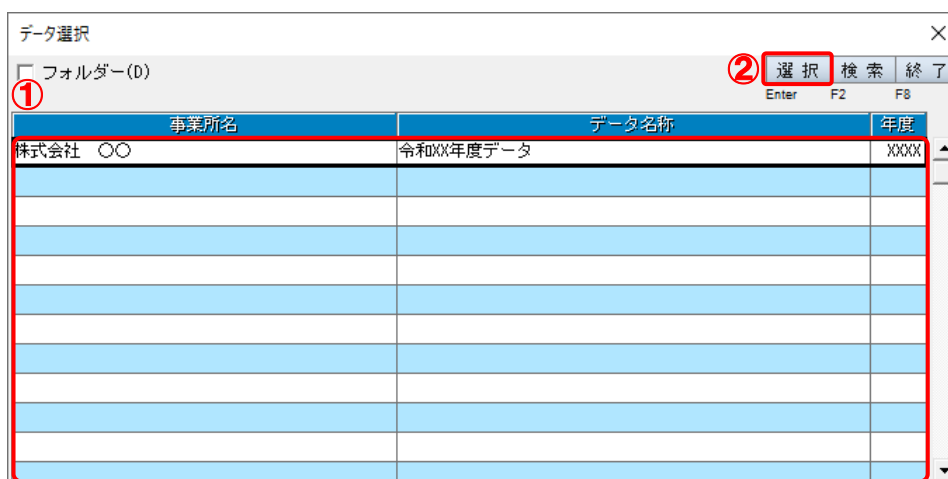 データ選択
フォルダー(D)
① ② 選択 検索 終了
Enter F2 F8
事業所名 データ名称 年度
株式会社 〇〇 令和XX年度データ XXXX